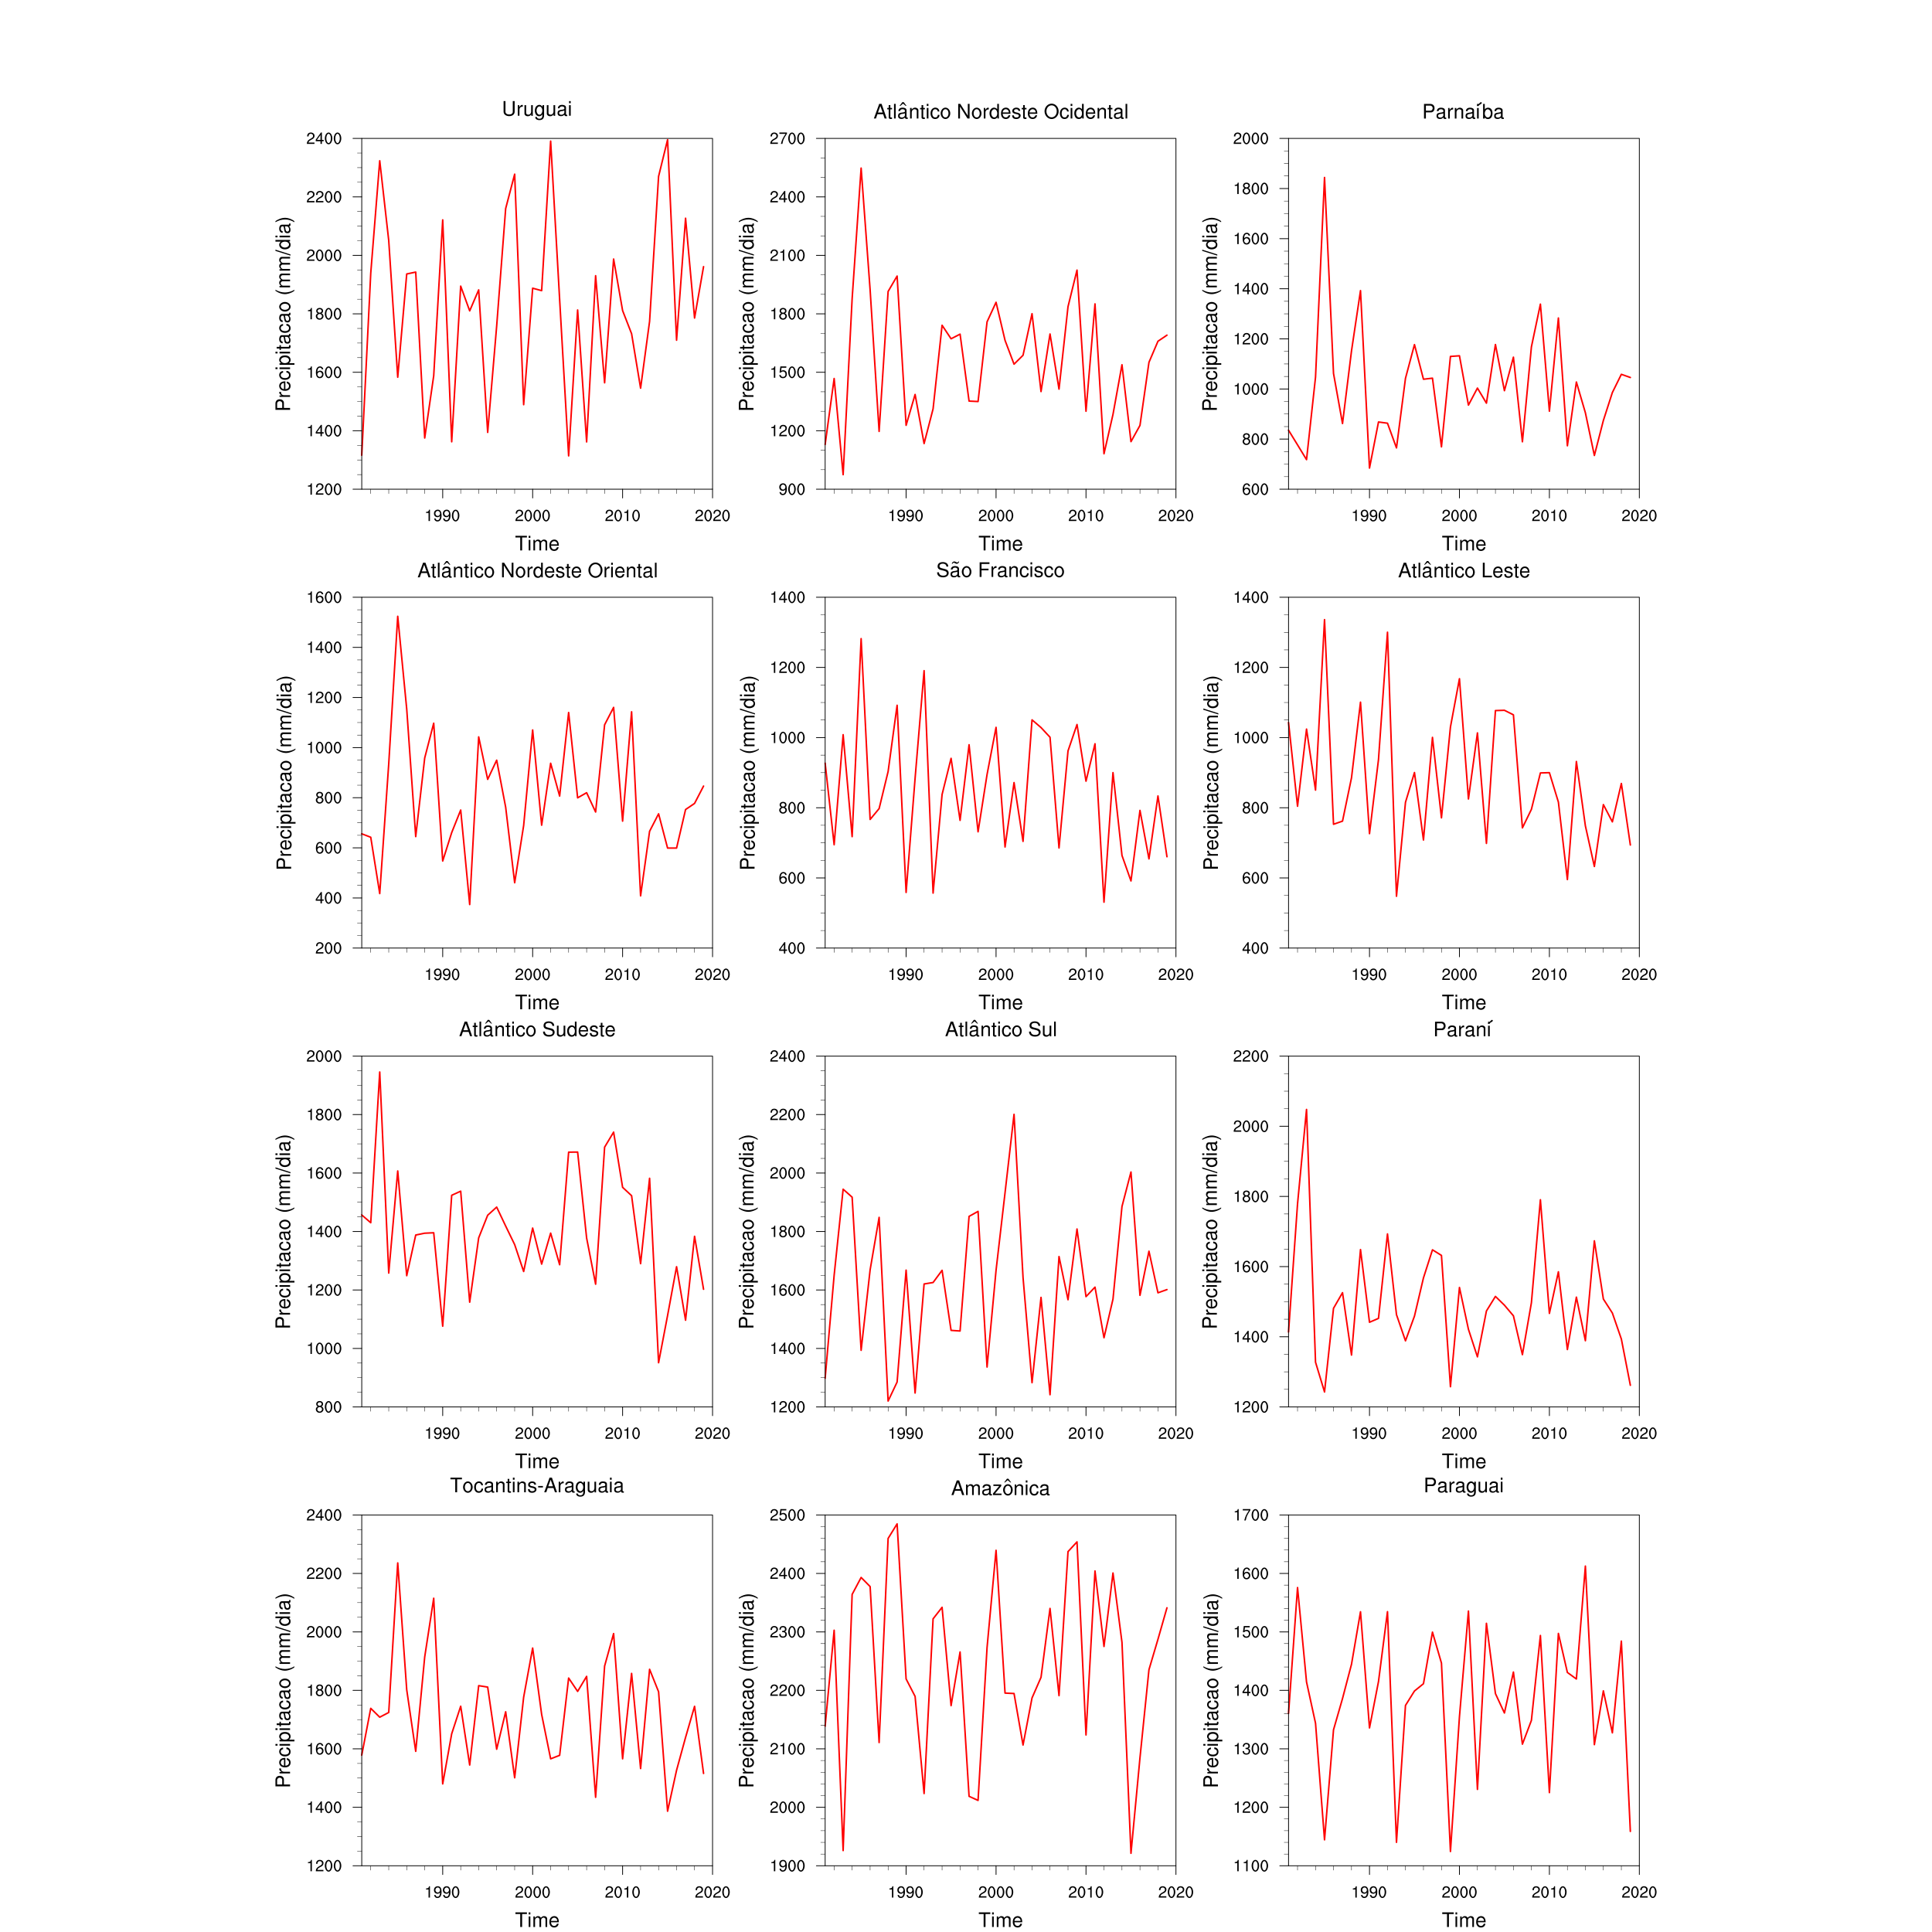 Uruguai
Atlântico Nordeste Ocidental
Parnaíba
2400
2200
2000
1800
1600
1400
1200
Precipitacao (mm/dia)
1990 2000 2010 2020
Time
2700
2400
2100
1800
1500
1200
900
Precipitacao (mm/dia)
1990 2000 2010 2020
Time
2000
1800
1600
1400
1200
1000
800
600
Precipitacao (mm/dia)
1990 2000 2010 2020
Time
Atlântico Nordeste Oriental
São Francisco
Atlântico Leste
1600
1400
1200
1000
800
600
400
200
Precipitacao (mm/dia)
1990 2000 2010 2020
Time
1400
1200
1000
800
600
400
Precipitacao (mm/dia)
1990 2000 2010 2020
Time
1400
1200
1000
800
600
400
Precipitacao (mm/dia)
1990 2000 2010 2020
Time
Atlântico Sudeste
Atlântico Sul
Paraní
2000
1800
1600
1400
1200
1000
800
Precipitacao (mm/dia)
1990 2000 2010 2020
Time
2400
2200
2000
1800
1600
1400
1200
Precipitacao (mm/dia)
1990 2000 2010 2020
Time
2200
2000
1800
1600
1400
1200
Precipitacao (mm/dia)
1990 2000 2010 2020
Time
Tocantins-Araguaia
Amazônica
Paraguai
2400
2200
2000
1800
1600
1400
1200
Precipitacao (mm/dia)
1990 2000 2010 2020
Time
2500
2400
2300
2200
2100
2000
1900
Precipitacao (mm/dia)
1990 2000 2010 2020
Time
1700
1600
1500
1400
1300
1200
1100
Precipitacao (mm/dia)
1990 2000 2010 2020
Time